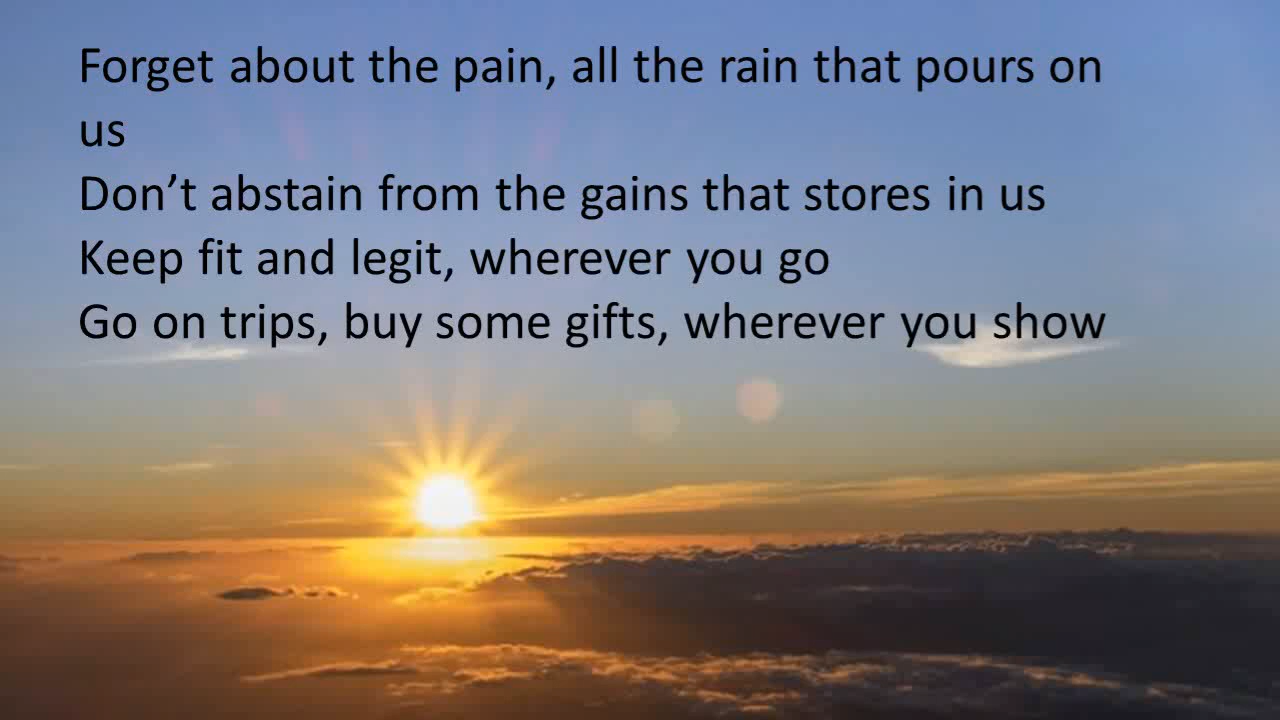 Forget about the pain, all the rain that pours on
us
Don’t abstain from the gains that stores in us
Keep fit and legit, wherever you go
Go on trips, buy some gifts, wherever you show